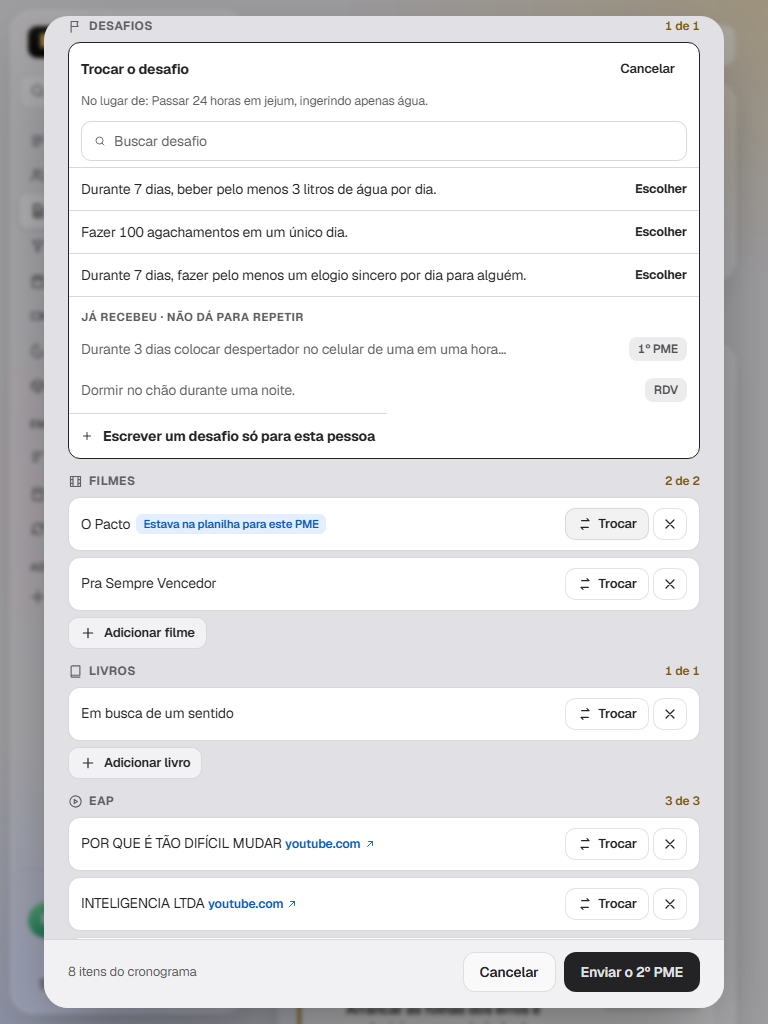 DESAFIOS 1 de 1
Trocar o desafio Cancelar
No lugar de: Passar 24 horas em jejum, ingerindo apenas água.
Buscar desafio
Durante 7 dias, beber pelo menos 3 litros de água por dia. Escolher
Fazer 100 agachamentos em um único dia. Escolher
Durante 7 dias, fazer pelo menos um elogio sincero por dia para alguém. Escolher
JÁ RECEBEU · NÃO DÁ PARA REPETIR
Durante 3 dias colocar despertador no celular de uma em uma hora… 1º PME
Dormir no chão durante uma noite. RDV
Escrever um desafio só para esta pessoa
FILMES 2 de 2
O Pacto Estava na planilha para este PME Trocar
Pra Sempre Vencedor Trocar
Adicionar filme
LIVROS 1 de 1
Em busca de um sentido Trocar
Adicionar livro
EAP 3 de 3
POR QUE É TÃO DIFÍCIL MUDAR youtube.com ↗ Trocar
INTELIGENCIA LTDA youtube.com ↗ Trocar
8 itens do cronograma Cancelar Enviar o 2º PME